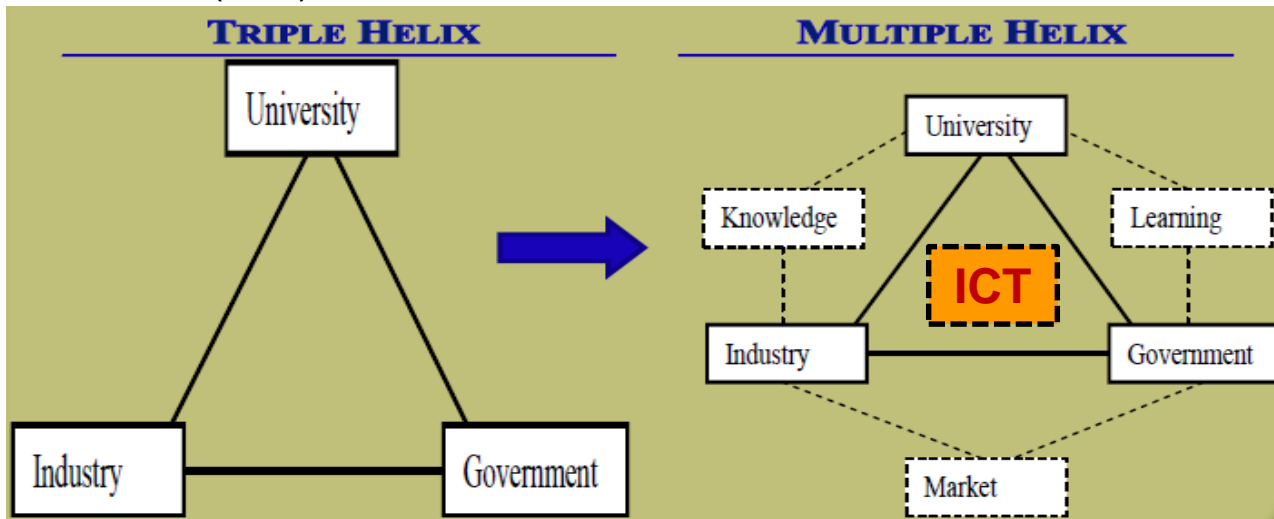 TRIPLE HELIX
University
Industry
Government
MULTIPLE HELIX
University
Knowledge
Learning
ICT
Industry
Government
Market